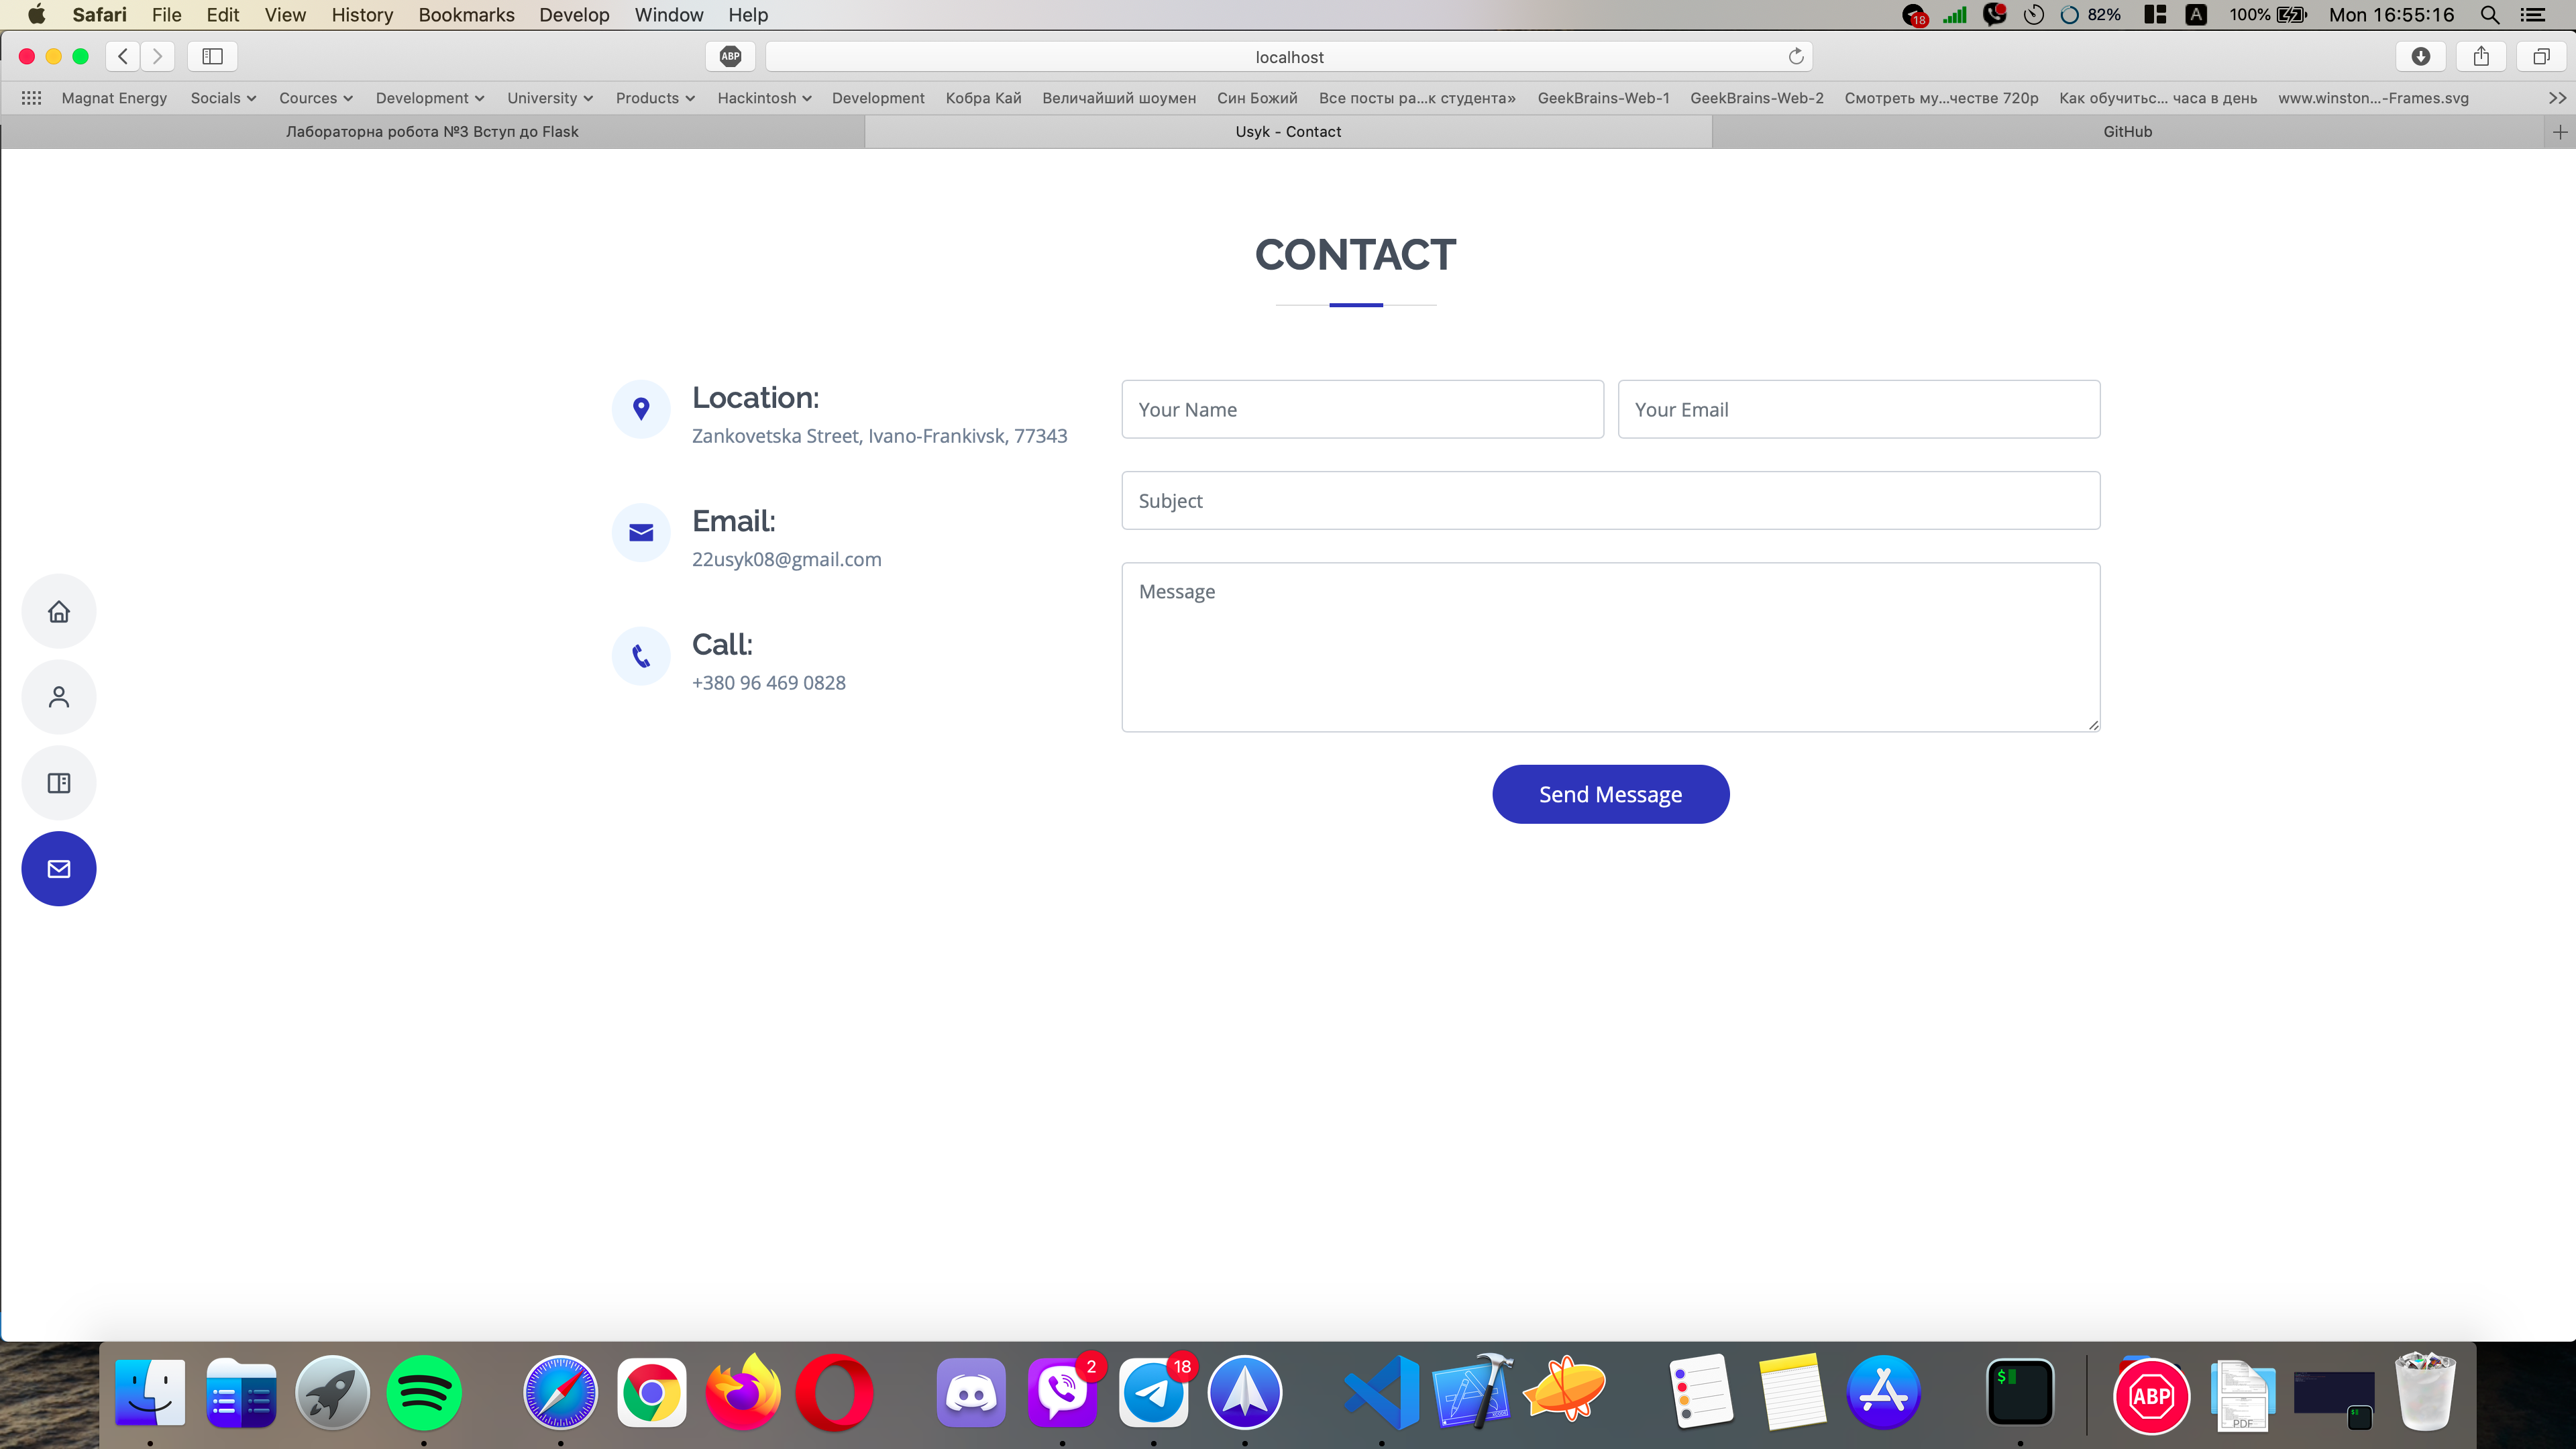 Safari File Edit View History Bookmarks Develop Window Help 18 82% A 100% Mon 16:55:16
ABP localhost
Magnat Energy Socials Cources Development University Products Hackintosh Development Кобра Кай Величайший шоумен Син Божий Все посты ра...к студента» GeekBrains-Web-1 GeekBrains-Web-2 Смотреть му...честве 720p Как обучитьс... часа в день www.winston...-Frames.svg
Лабораторна робота №3 Вступ до Flask Usyk - Contact GitHub
CONTACT
Location:
Zankovetska Street, Ivano-Frankivsk, 77343
Email:
22usyk08@gmail.com
Call:
+380 96 469 0828
Your Name Your Email
Subject
Message
Send Message
2 18 $ ABP PDF